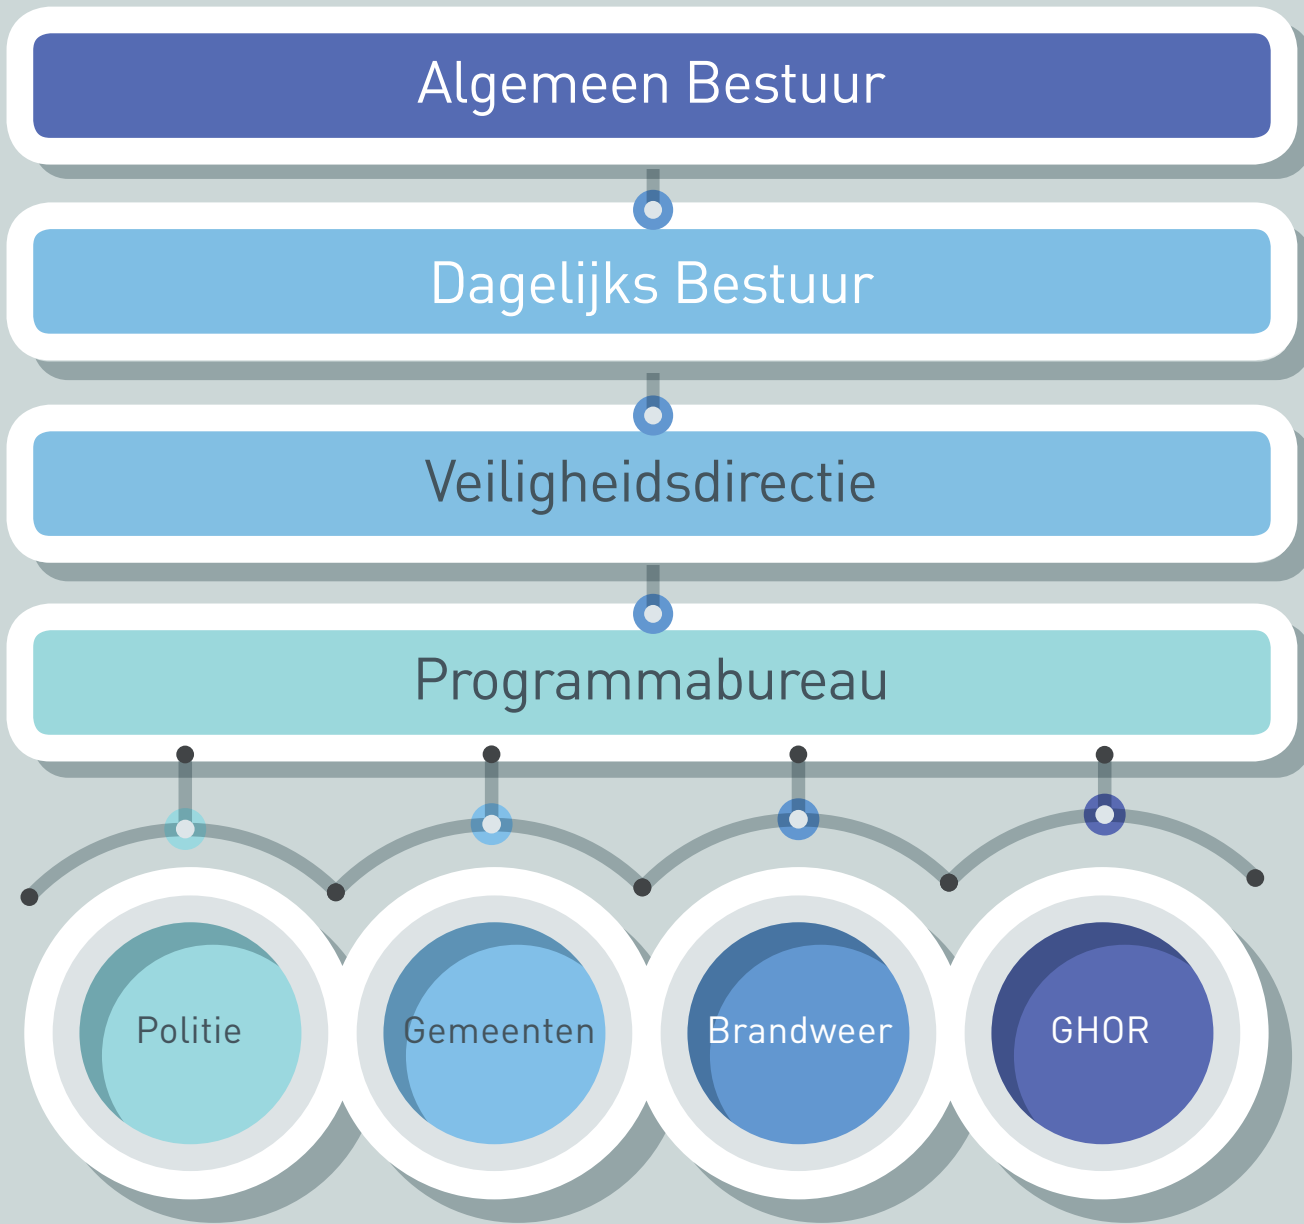 Algemeen Bestuur
Dagelijks Bestuur
Veiligheidsdirectie
Programmabureau
Politie
Gemeenten
Brandweer
GHOR